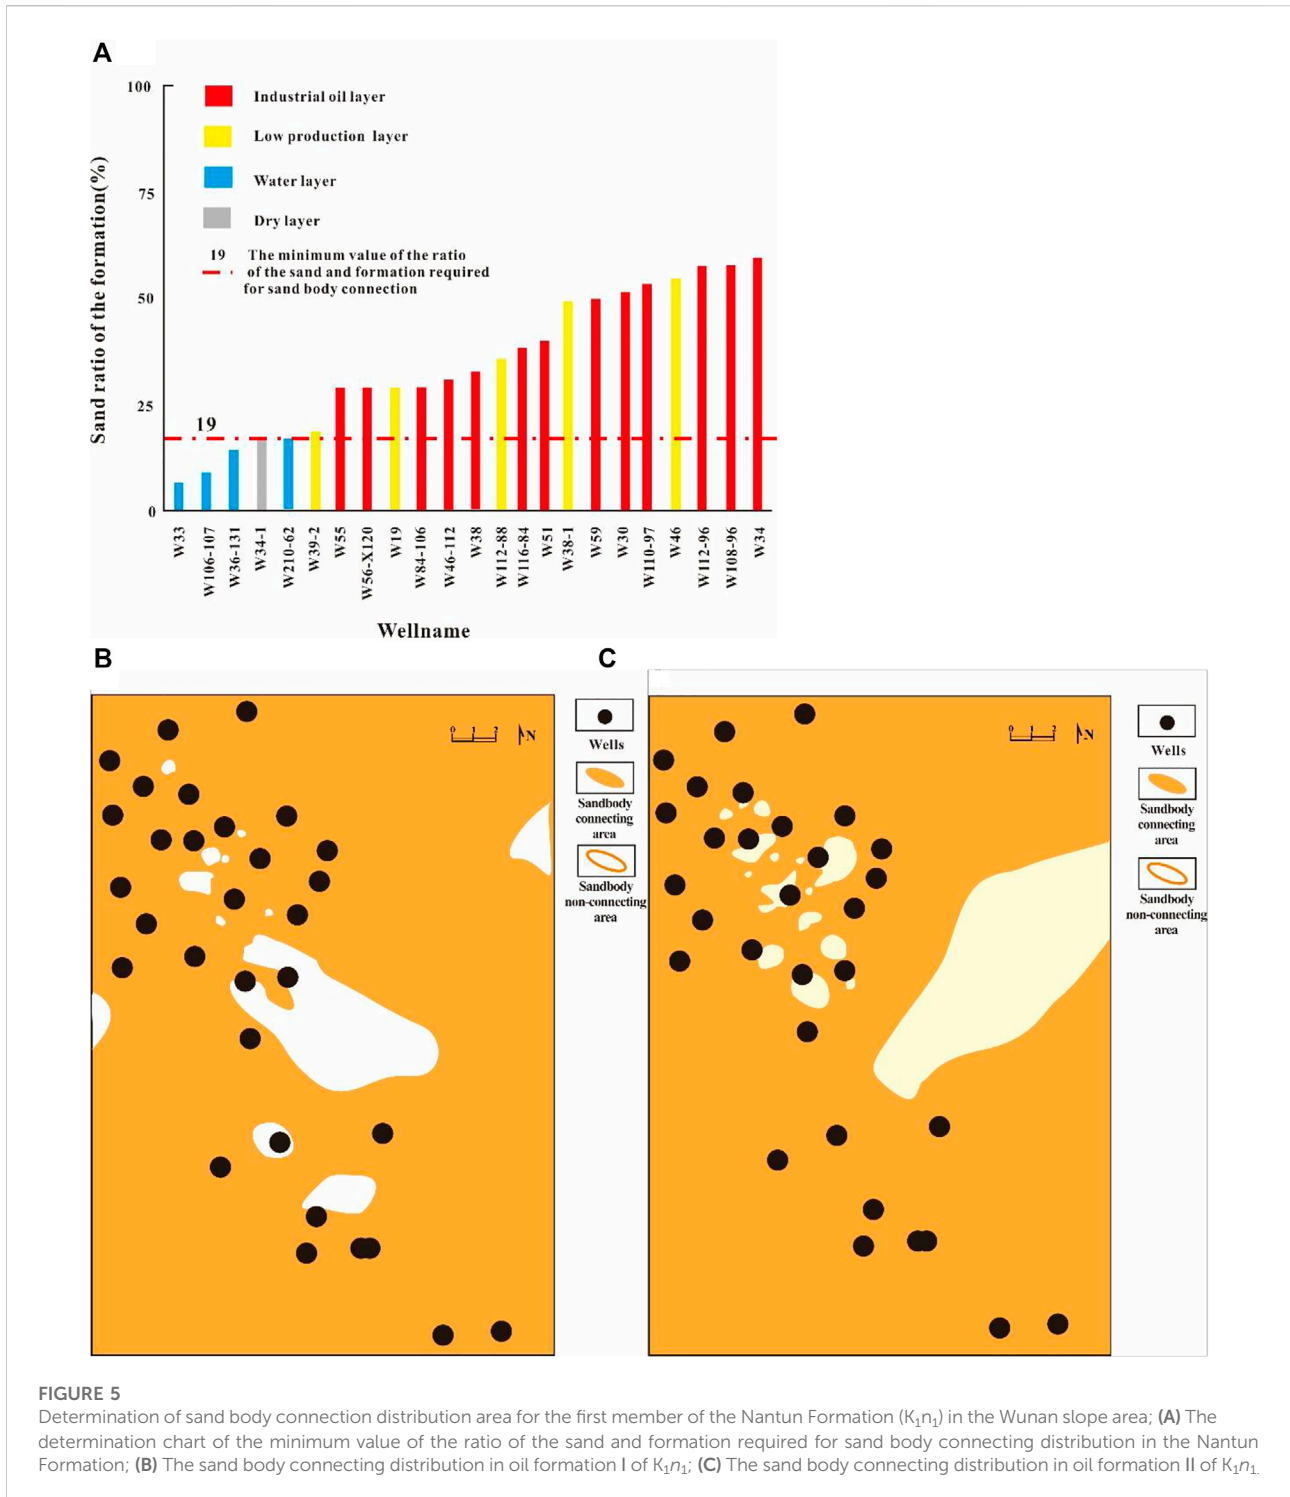 A
100
75
50
25
0
Sand ratio of the formation(%)
Industrial oil layer
Low production layer
Water layer
Dry layer
19 The minimum value of the ratio
of the sand and formation required
for sand body connection
19
W33
W106-107
W36-131
W34-1
W210-62
W39-2
W55
W56-X120
W19
W84-106
W46-112
W38
W112-88
W116-84
W51
W38-1
W59
W30
W110-97
W46
W112-96
W108-96
W34
Wellname
B
0 1 2
N
Wells
Sandbody
connecting
area
Sandbody
non-connecting
area
C
0 1 2
N
Wells
Sandbody
connecting
area
Sandbody
non-connecting
area
FIGURE 5
Determination of sand body connection distribution area for the first member of the Nantun Formation (K₁n₁) in the Wunan slope area; (A) The
determination chart of the minimum value of the ratio of the sand and formation required for sand body connecting distribution in the Nantun
Formation; (B) The sand body connecting distribution in oil formation I of K₁n₁; (C) The sand body connecting distribution in oil formation II of K₁n₁.